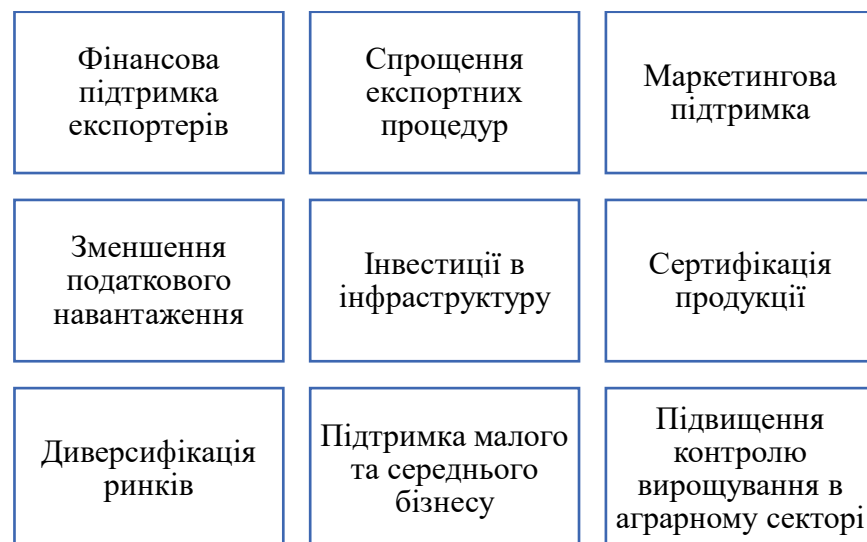 Фінансова
підтримка
експортерів
Спрощення
експортних
процедур
Маркетингова
підтримка
Зменшення
податкового
навантаження
Інвестиції в
інфраструктуру
Сертифікація
продукції
Диверсифікація
ринків
Підтримка малого
та середнього
бізнесу
Підвищення
контролю
вирощування в
аграрному секторі